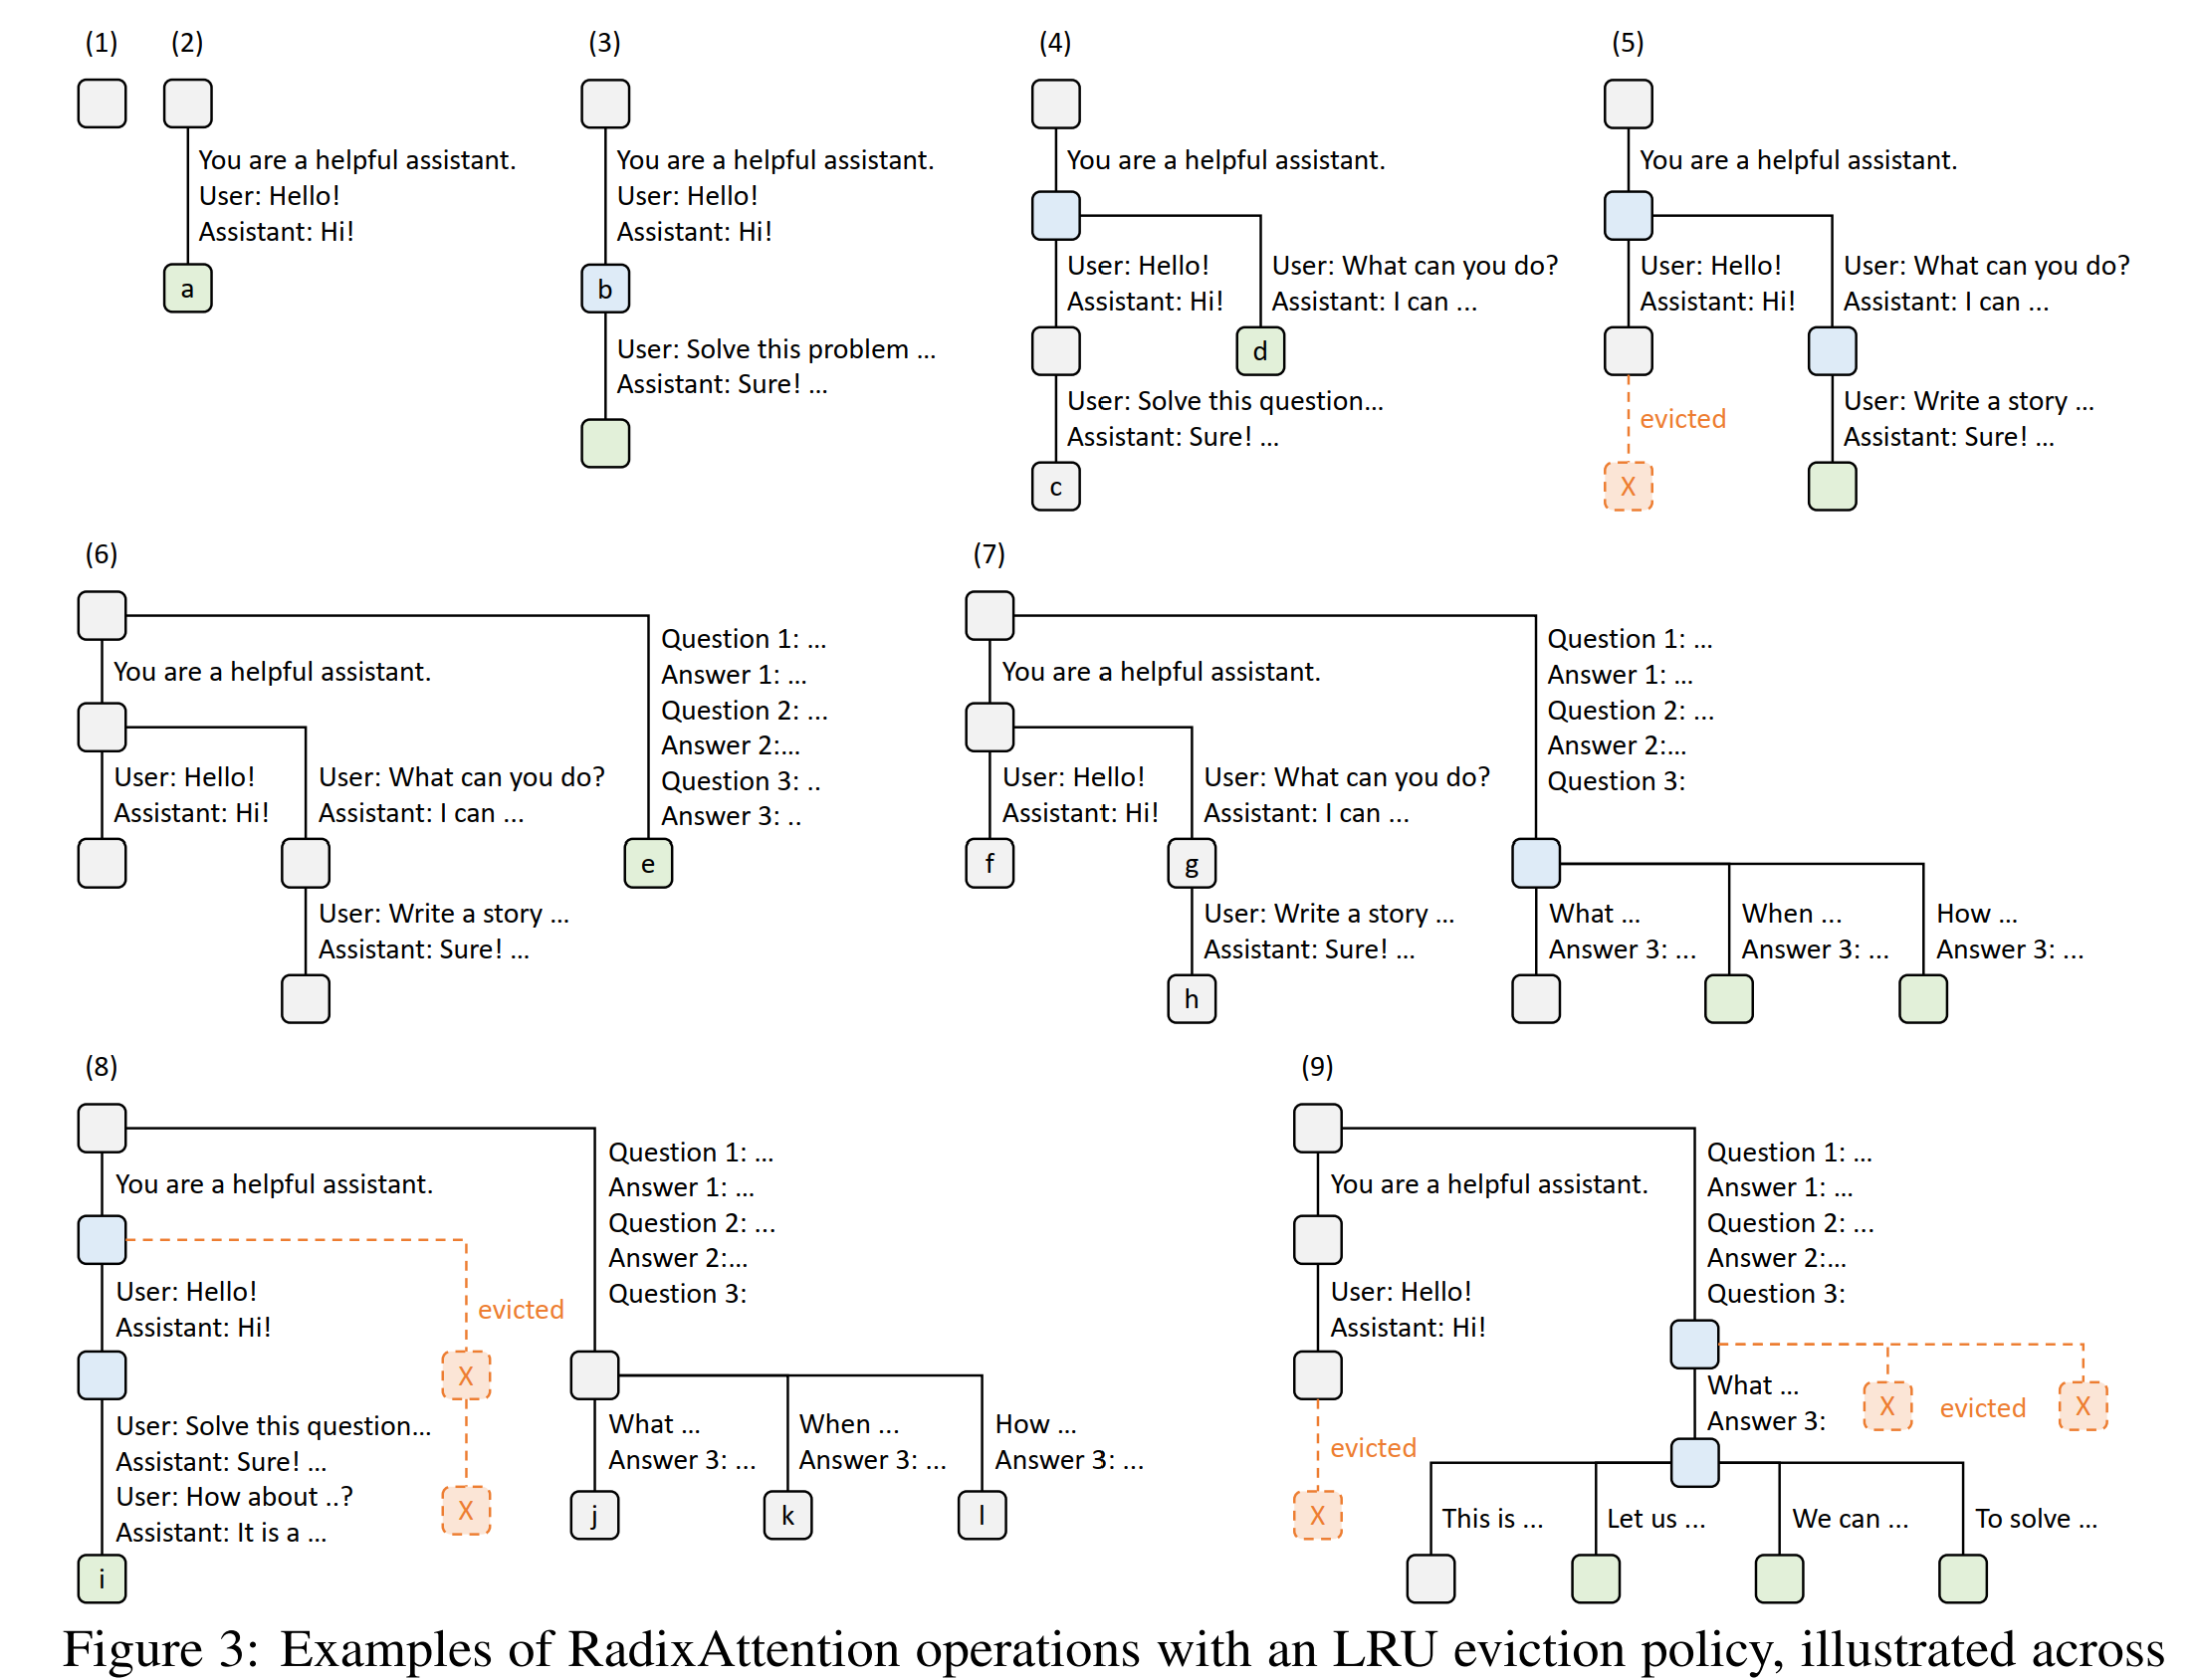 (1)
(2)
You are a helpful assistant.
User: Hello!
Assistant: Hi!
a
(3)
You are a helpful assistant.
User: Hello!
Assistant: Hi!
b
User: Solve this problem ...
Assistant: Sure! ...
(4)
You are a helpful assistant.
User: Hello!
Assistant: Hi!
User: What can you do?
Assistant: I can ...
d
User: Solve this question...
Assistant: Sure! ...
c
(5)
You are a helpful assistant.
User: Hello!
Assistant: Hi!
User: What can you do?
Assistant: I can ...
evicted
X
User: Write a story ...
Assistant: Sure! ...
(6)
You are a helpful assistant.
User: Hello!
Assistant: Hi!
User: What can you do?
Assistant: I can ...
User: Write a story ...
Assistant: Sure! ...
Question 1: ...
Answer 1: ...
Question 2: ...
Answer 2:...
Question 3: ..
Answer 3: ..
e
(7)
You are a helpful assistant.
User: Hello!
Assistant: Hi!
f
User: What can you do?
Assistant: I can ...
g
User: Write a story ...
Assistant: Sure! ...
h
Question 1: ...
Answer 1: ...
Question 2: ...
Answer 2:...
Question 3:
What ...
Answer 3: ...
When ...
Answer 3: ...
How ...
Answer 3: ...
(8)
You are a helpful assistant.
User: Hello!
Assistant: Hi!
User: Solve this question...
Assistant: Sure! ...
User: How about ..?
Assistant: It is a ...
i
evicted
X
X
Question 1: ...
Answer 1: ...
Question 2: ...
Answer 2:...
Question 3:
What ...
Answer 3: ...
j
When ...
Answer 3: ...
k
How ...
Answer 3: ...
l
(9)
You are a helpful assistant.
User: Hello!
Assistant: Hi!
evicted
X
Question 1: ...
Answer 1: ...
Question 2: ...
Answer 2:...
Question 3:
What ...
Answer 3:
X
evicted
X
This is ...
Let us ...
We can ...
To solve ...
Figure 3: Examples of RadixAttention operations with an LRU eviction policy, illustrated across